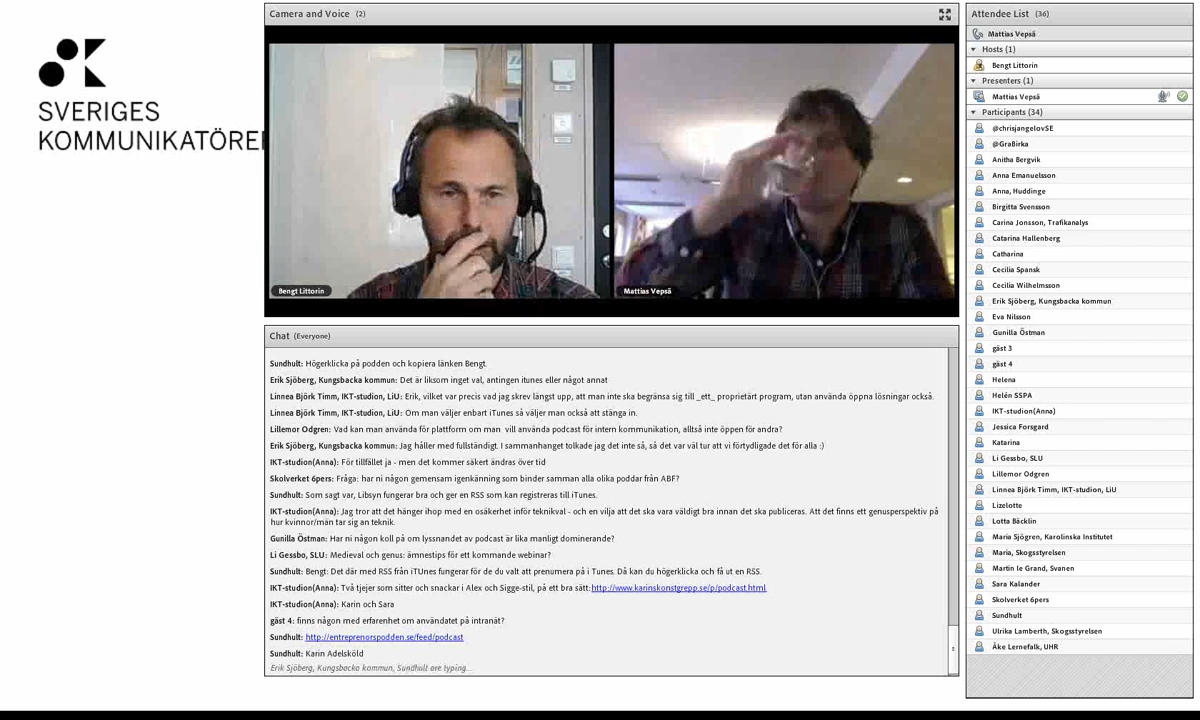 SVERIGES
KOMMUNIKATÖRER
Camera and Voice (2)
Bengt Littorin
Mattias Vepsä
Chat (Everyone)
Sundhult: Högerklicka på podden och kopiera länken Bengt.
Erik Sjöberg, Kungsbacka kommun: Det är liksom inget val, antingen itunes eller något annat
Linnea Björk Timm, IKT-studion, LiU: Erik, vilket var precis vad jag skrev längst upp, att man inte ska begränsa sig till _ett_ proprietärt program, utan använda öppna lösningar också.
Linnea Björk Timm, IKT-studion, LiU: Om man väljer enbart iTunes så väljer man också att stänga in.
Lillemor Odgren: Vad kan man använda för plattform om man vill använda podcast för intern kommunikation, alltså inte öppen för andra?
Erik Sjöberg, Kungsbacka kommun: Jag håller med fullständigt. I sammanhanget tolkade jag det inte så, så det var väl tur att vi förtydligade det för alla :)
IKT-studion(Anna): För tillfället ja - men det kommer säkert ändras över tid
Skolverket 6pers: Fråga: har ni någon gemensam igenkänning som binder samman alla olika poddar från ABF?
Sundhult: Som sagt var, Libsyn fungerar bra och ger en RSS som kan registreras till iTunes.
IKT-studion(Anna): Jag tror att det hänger ihop med en osäkerhet inför teknikval - och en vilja att det ska vara väldigt bra innan det ska publiceras. Att det finns ett genusperspektiv på
hur kvinnor/män tar sig an teknik.
Gunilla Östman: Har ni någon koll på om lyssnandet av podcast är lika manligt dominerande?
Li Gessbo, SLU: Medieval och genus: ämnestips för ett kommande webinar?
Sundhult: Bengt: Det där med RSS från iTUnes fungerar för de du valt att prenumera på i Tunes. Då kan du högerklicka och få ut en RSS.
IKT-studion(Anna): Två tjejer som sitter och snackar i Alex och Sigge-stil, på ett bra sätt:http://www.karinskonstgrepp.se/p/podcast.html
IKT-studion(Anna): Karin och Sara
gäst 4: finns någon med erfarenhet om användatet på intranät?
Sundhult: http://entreprenorspodden.se/feed/podcast
Sundhult: Karin Adelsköld
Erik Sjöberg, Kungsbacka kommun, Sundhult are typing...
Attendee List (36)
Mattias Vepsä
Hosts (1)
Bengt Littorin
Presenters (1)
Mattias Vepsä
Participants (34)
@chrisjangelovSE
@GraBirka
Anitha Bergvik
Anna Emanuelsson
Anna, Huddinge
Birgitta Svensson
Carina Jonsson, Trafikanalys
Catarina Hallenberg
Catharina
Cecilia Spansk
Cecilia Wilhelmsson
Erik Sjöberg, Kungsbacka kommun
Eva Nilsson
Gunilla Östman
gäst 3
gäst 4
Helena
Helén SSPA
IKT-studion(Anna)
Jessica Forsgard
Katarina
Li Gessbo, SLU
Lillemor Odgren
Linnea Björk Timm, IKT-studion, LiU
Lizelotte
Lotta Bäcklin
Maria Sjögren, Karolinska Institutet
Maria, Skogsstyrelsen
Martin le Grand, Svanen
Sara Kalander
Skolverket 6pers
Sundhult
Ulrika Lamberth, Skogsstyrelsen
Åke Lernefalk, UHR